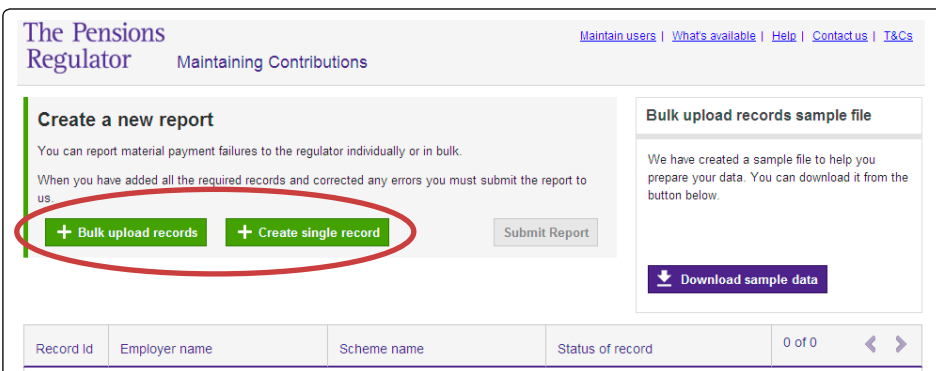 The Pensions
Regulator
Maintaining Contributions
Maintain users | What's available | Help | Contact us | T&Cs
Create a new report
You can report material payment failures to the regulator individually or in bulk.
When you have added all the required records and corrected any errors you must submit the report to
us.
+ Bulk upload records
+ Create single record
Submit Report
Bulk upload records sample file
We have created a sample file to help you
prepare your data. You can download it from the
button below.
Download sample data
Record Id
Employer name
Scheme name
Status of record
0 of 0